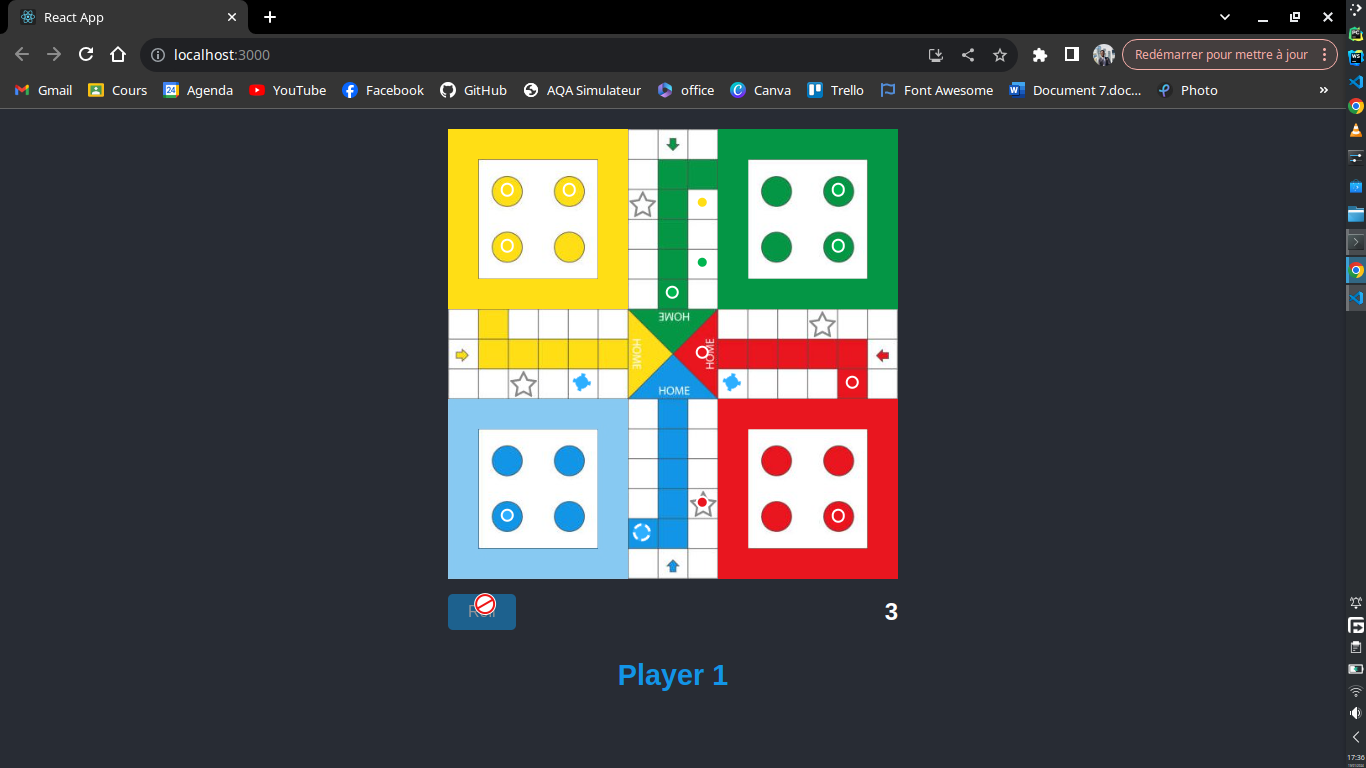 React App
localhost:3000
Redémarrer pour mettre à jour
Gmail Cours Agenda YouTube Facebook GitHub AQA Simulateur office Canva Trello Font Awesome Document 7.doc... Photo »
24
HOME
HOME
HOME
HOME
Roll 3
Player 1
17:36